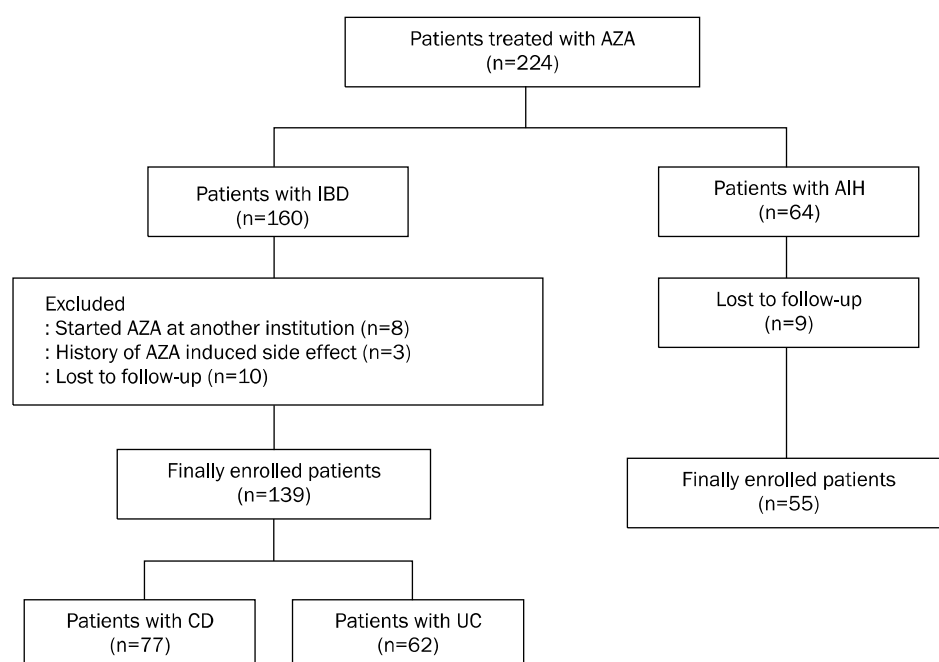 Patients treated with AZA
(n=224)
Patients with IBD
(n=160)
Patients with AIH
(n=64)
Excluded
: Started AZA at another institution (n=8)
: History of AZA induced side effect (n=3)
: Lost to follow-up (n=10)
Lost to follow-up
(n=9)
Finally enrolled patients
(n=139)
Finally enrolled patients
(n=55)
Patients with CD
(n=77)
Patients with UC
(n=62)